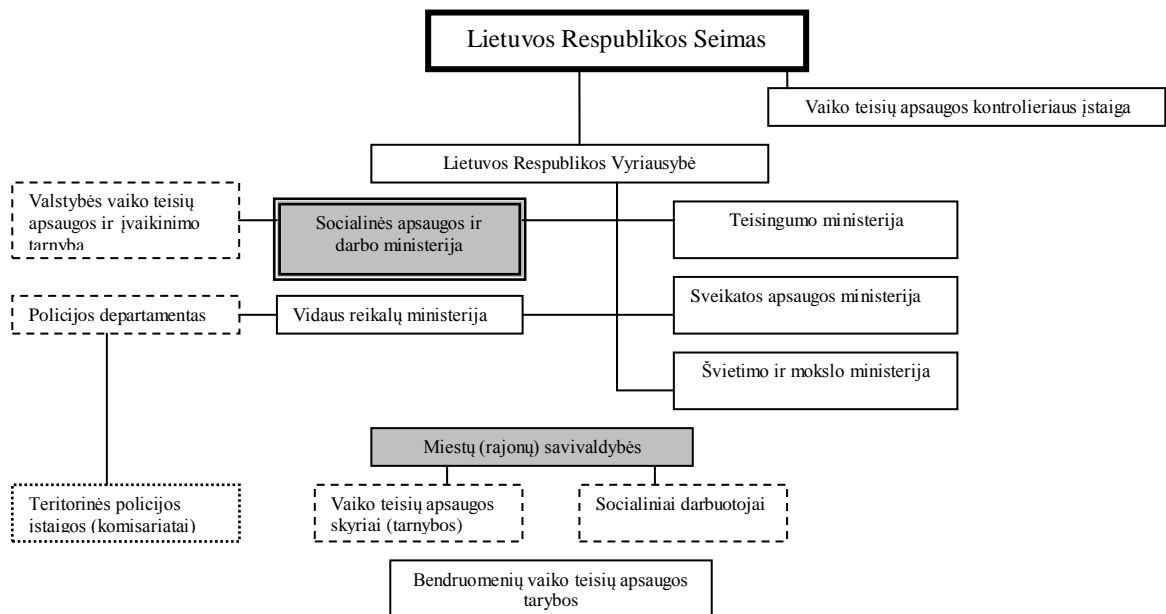 Lietuvos Respublikos Seimas
Vaiko teisių apsaugos kontrolieriaus įstaiga
Lietuvos Respublikos Vyriausybė
Valstybės vaiko teisių
apsaugos ir įvaikinimo
tarnyba
Socialinės apsaugos ir
darbo ministerija
Teisingumo ministerija
Policijos departamentas
Vidaus reikalų ministerija
Sveikatos apsaugos ministerija
Švietimo ir mokslo ministerija
Miestų (rajonų) savivaldybės
Teritorinės policijos
įstaigos (komisariatai)
Vaiko teisių apsaugos
skyriai (tarnybos)
Socialiniai darbuotojai
Bendruomenių vaiko teisių apsaugos
tarybos